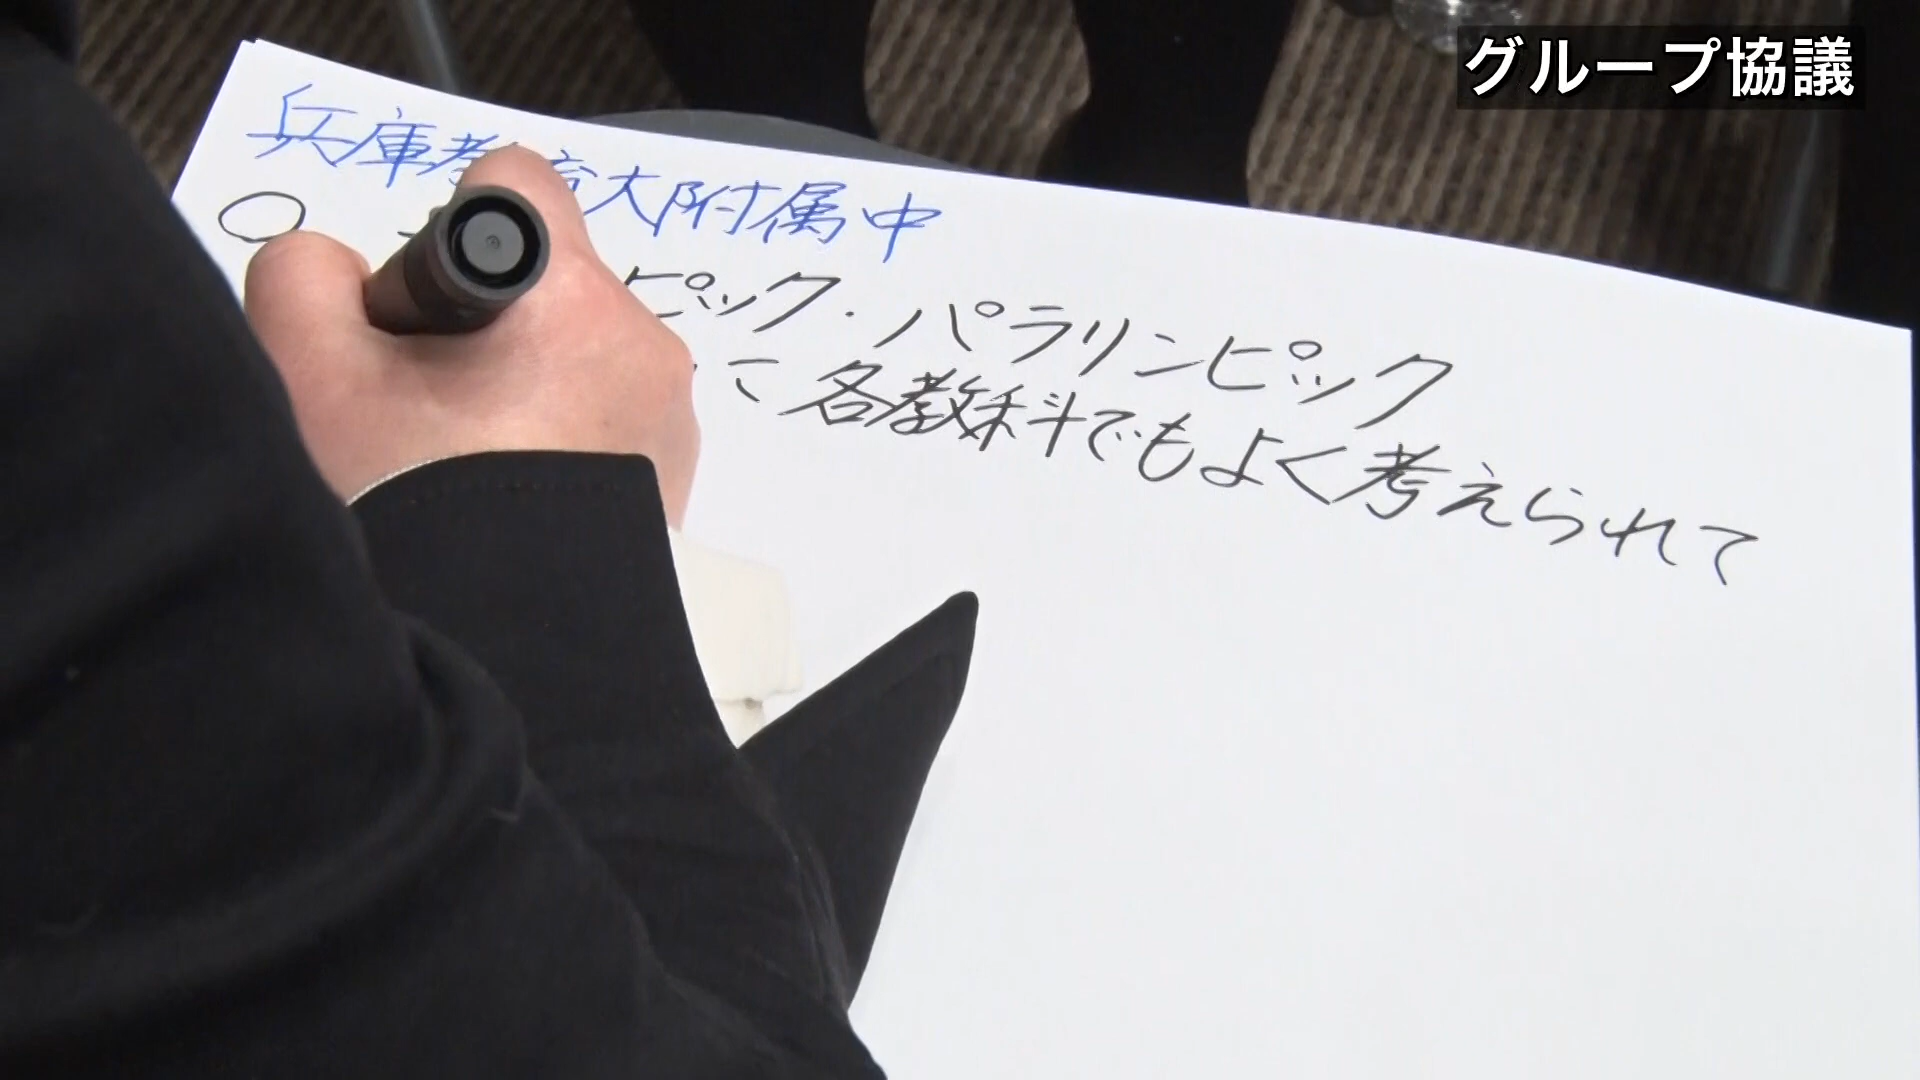 グループ協議
兵庫教育大附属中
○
ピック・パラリンピック
て各教科でもよく考えられて